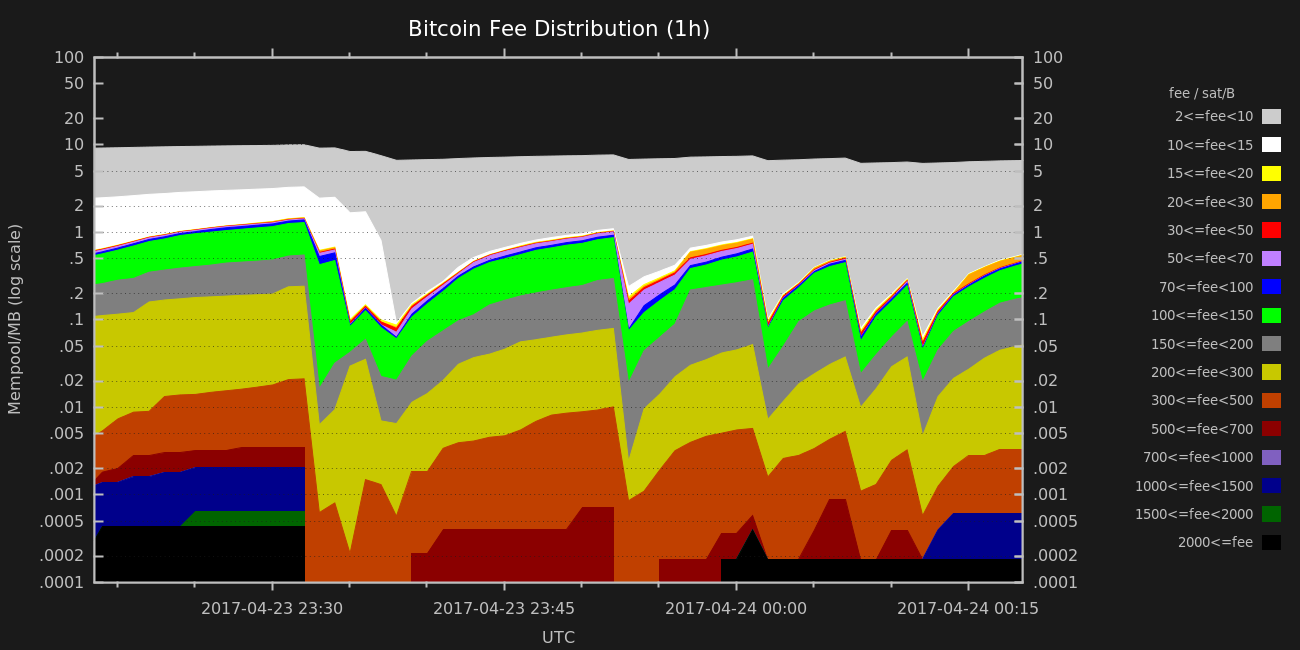 Bitcoin Fee Distribution (1h)
Mempool/MB (log scale)
100
50
20
10
5
2
1
.5
.2
.1
.05
.02
.01
.005
.002
.001
.0005
.0002
.0001
100
50
20
10
5
2
1
.5
.2
.1
.05
.02
.01
.005
.002
.001
.0005
.0002
.0001
2017-04-23 23:30
2017-04-23 23:45
2017-04-24 00:00
2017-04-24 00:15
UTC
fee / sat/B
2<=fee<10
10<=fee<15
15<=fee<20
20<=fee<30
30<=fee<50
50<=fee<70
70<=fee<100
100<=fee<150
150<=fee<200
200<=fee<300
300<=fee<500
500<=fee<700
700<=fee<1000
1000<=fee<1500
1500<=fee<2000
2000<=fee